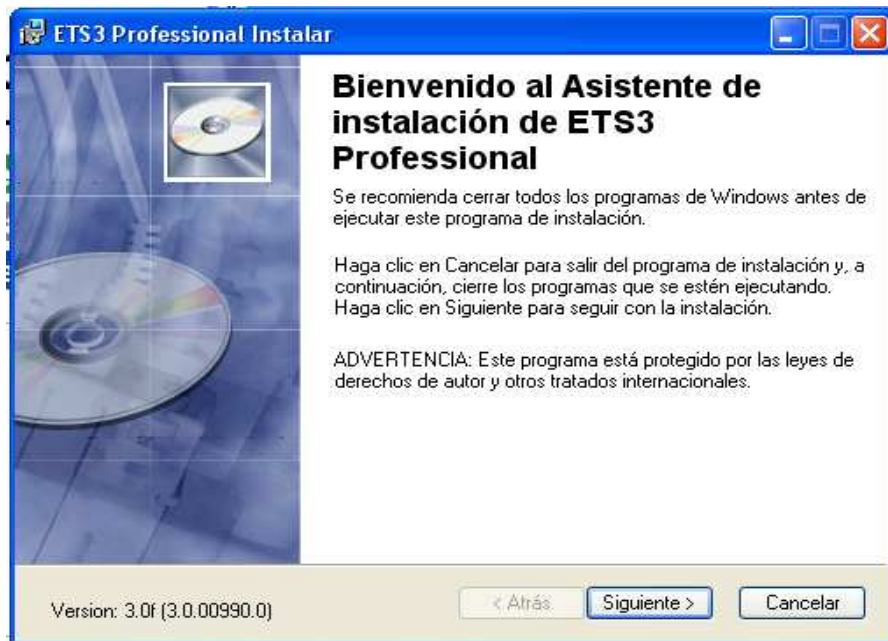 ETS3 Professional Instalar
Bienvenido al Asistente de
instalación de ETS3
Professional
Se recomienda cerrar todos los programas de Windows antes de
ejecutar este programa de instalación.
Haga clic en Cancelar para salir del programa de instalación y, a
continuación, cierre los programas que se estén ejecutando.
Haga clic en Siguiente para seguir con la instalación.
ADVERTENCIA: Este programa está protegido por las leyes de
derechos de autor y otros tratados internacionales.
Version: 3.0f (3.0.00990.0)
< Atrás
Siguiente >
Cancelar